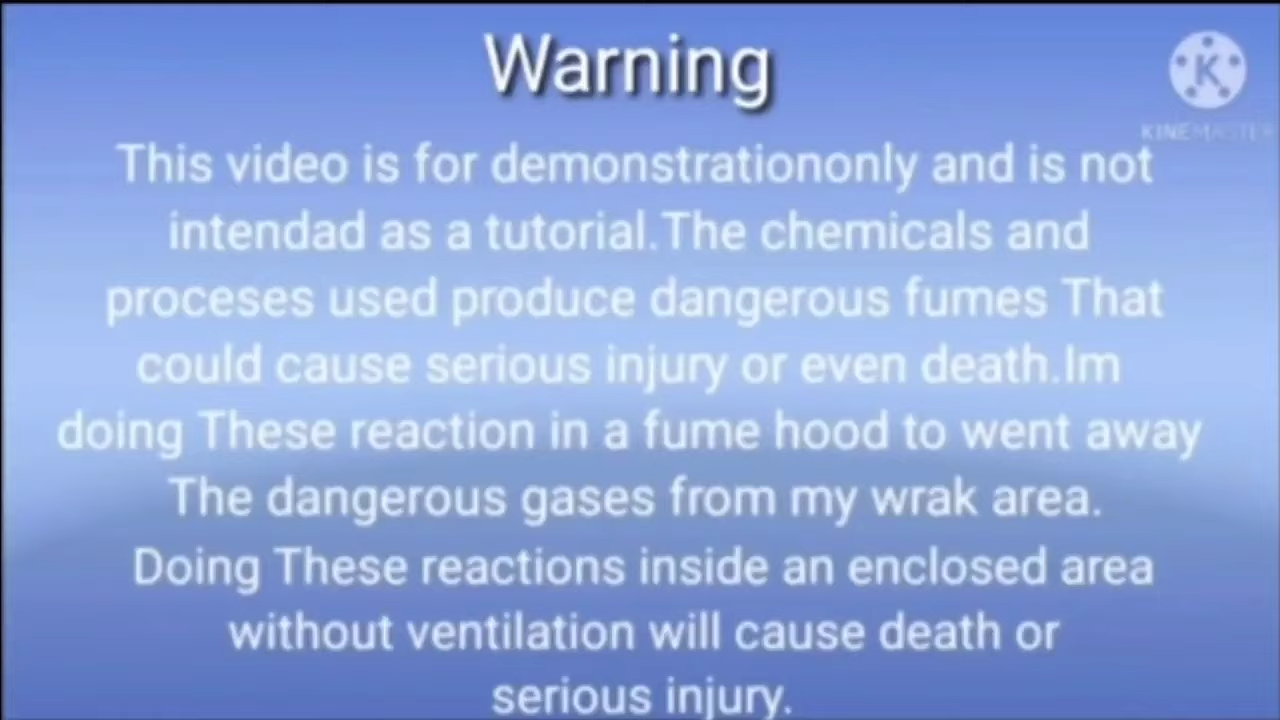 Warning
K
KINEMASTER
This video is for demonstrationonly and is not
intendad as a tutorial.The chemicals and
proceses used produce dangerous fumes That
could cause serious injury or even death.Im
doing These reaction in a fume hood to went away
The dangerous gases from my wrak area.
Doing These reactions inside an enclosed area
without ventilation will cause death or
serious injury.